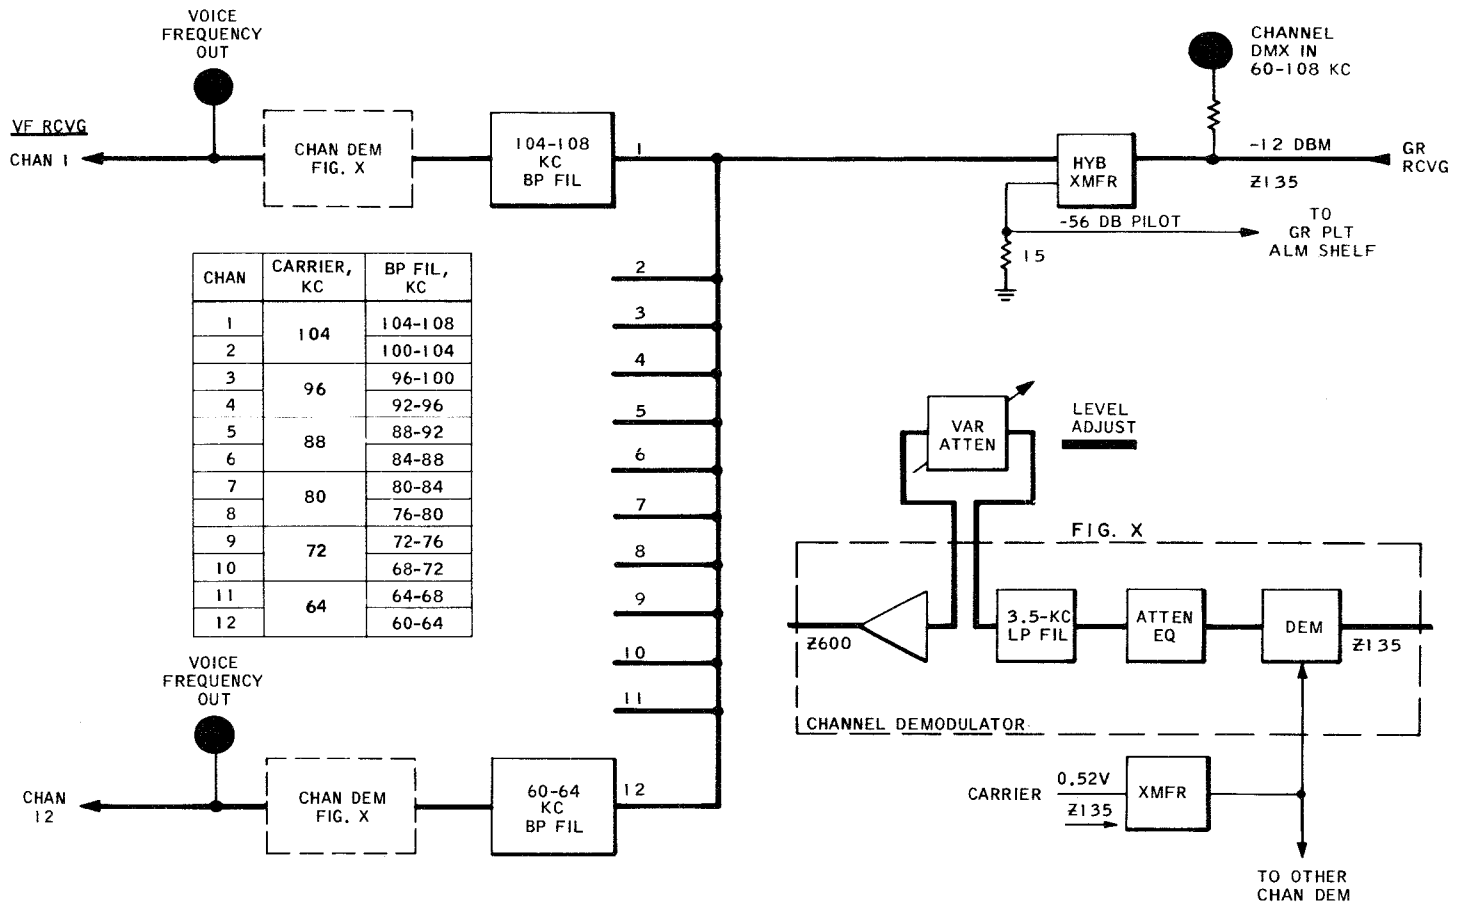 VOICE
FREQUENCY
OUT
CHANNEL
DMX IN
60-108 KC
VF RCVG
CHAN 1
CHAN DEM
FIG. X
104-108
KC
BP FIL
1
HYB
XMFR
-12 DBM
Z135
GR
RCVG
-56 DB PILOT
TO
GR PLT
ALM SHELF
15
CHAN
CARRIER,
KC
BP FIL,
KC
1
104
104-108
2
100-104
3
96
96-100
4
92-96
5
88
88-92
6
84-88
7
80
80-84
8
76-80
9
72
72-76
10
68-72
11
64
64-68
12
60-64
2
3
4
5
6
7
8
9
10
11
VAR
ATTEN
LEVEL
ADJUST
FIG. X
Z600
3.5-KC
LP FIL
ATTEN
EQ
DEM
Z135
CHANNEL DEMODULATOR
VOICE
FREQUENCY
OUT
CHAN
12
CHAN DEM
FIG. X
60-64
KC
BP FIL
12
CARRIER
0.52V
Z135
XMFR
TO OTHER
CHAN DEM